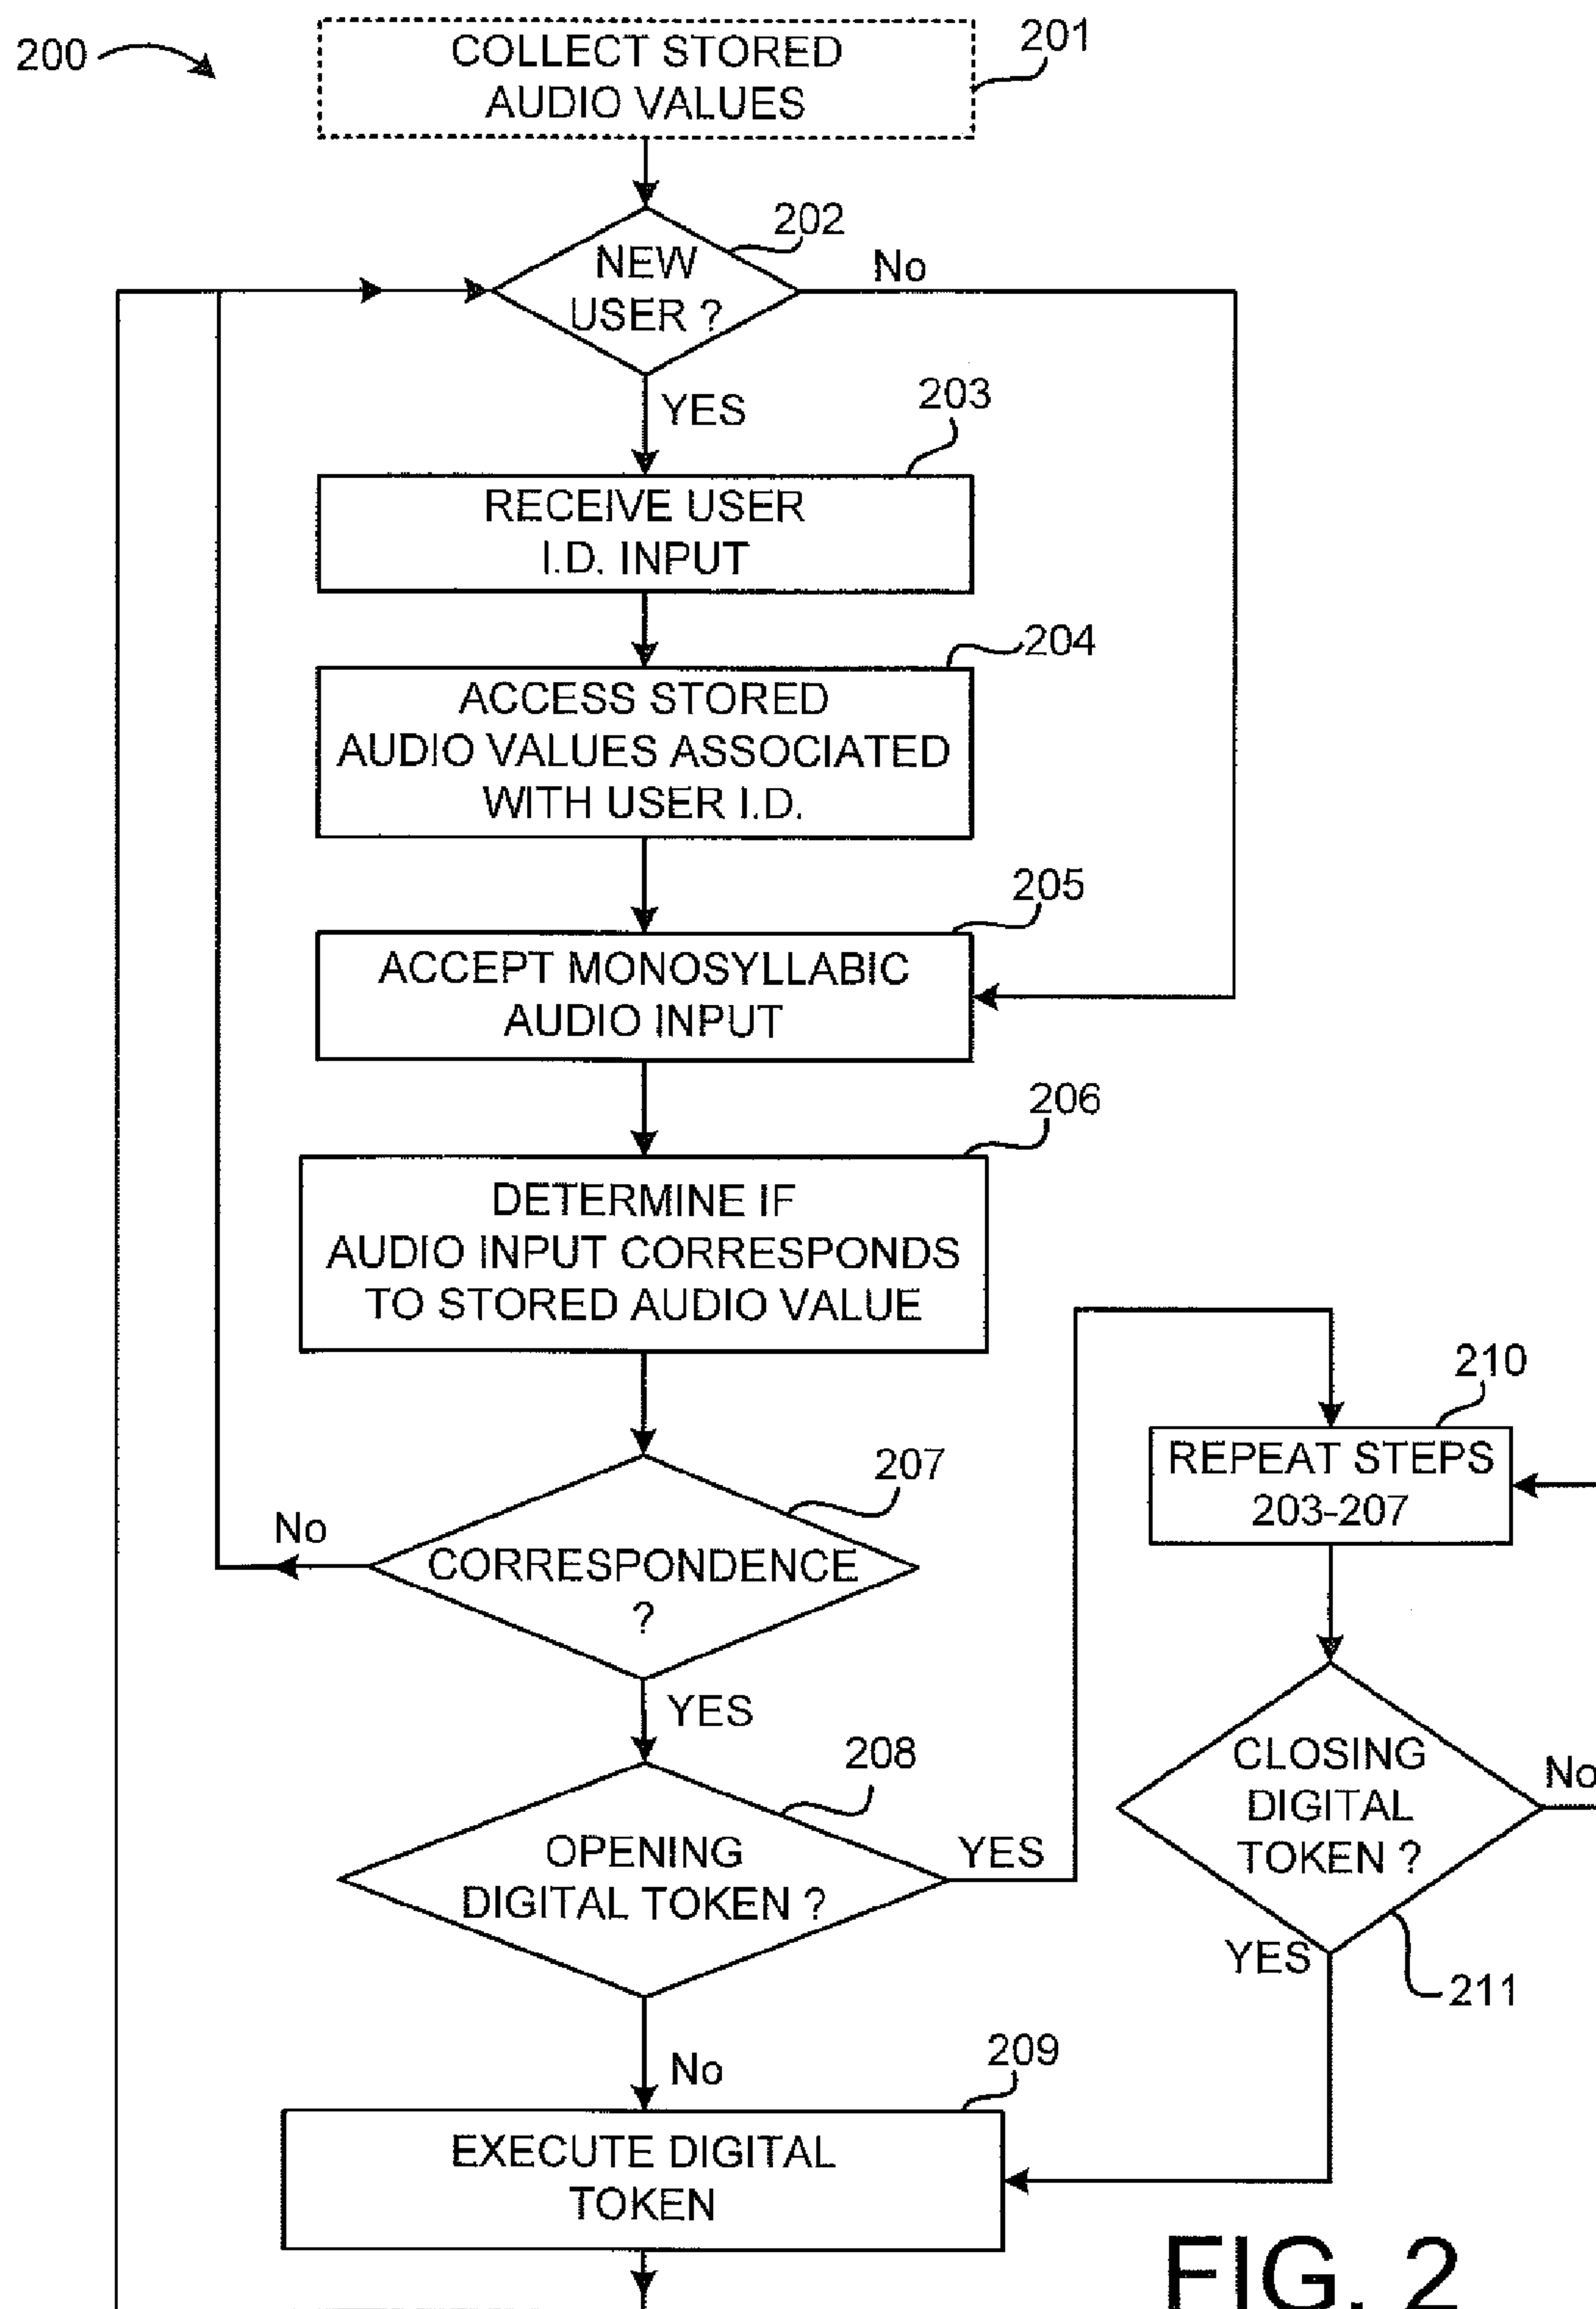 200
COLLECT STORED
AUDIO VALUES
201
202
NEW
USER ?
No
YES
203
RECEIVE USER
I.D. INPUT
204
ACCESS STORED
AUDIO VALUES ASSOCIATED
WITH USER I.D.
205
ACCEPT MONOSYLLABIC
AUDIO INPUT
206
DETERMINE IF
AUDIO INPUT CORRESPONDS
TO STORED AUDIO VALUE
207
CORRESPONDENCE
?
No
YES
208
OPENING
DIGITAL TOKEN ?
YES
No
210
REPEAT STEPS
203-207
CLOSING
DIGITAL
TOKEN ?
No
YES
211
209
EXECUTE DIGITAL
TOKEN
FIG. 2